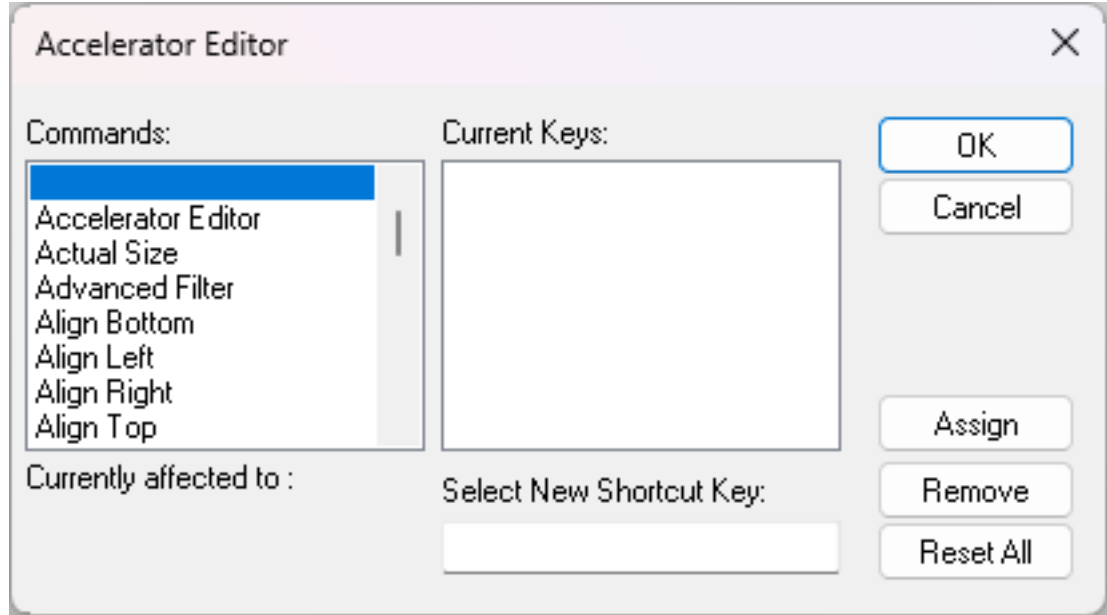 Accelerator Editor
Commands:
Accelerator Editor
Actual Size
Advanced Filter
Align Bottom
Align Left
Align Right
Align Top
Currently affected to :
Current Keys:
Select New Shortcut Key:
OK
Cancel
Assign
Remove
Reset All